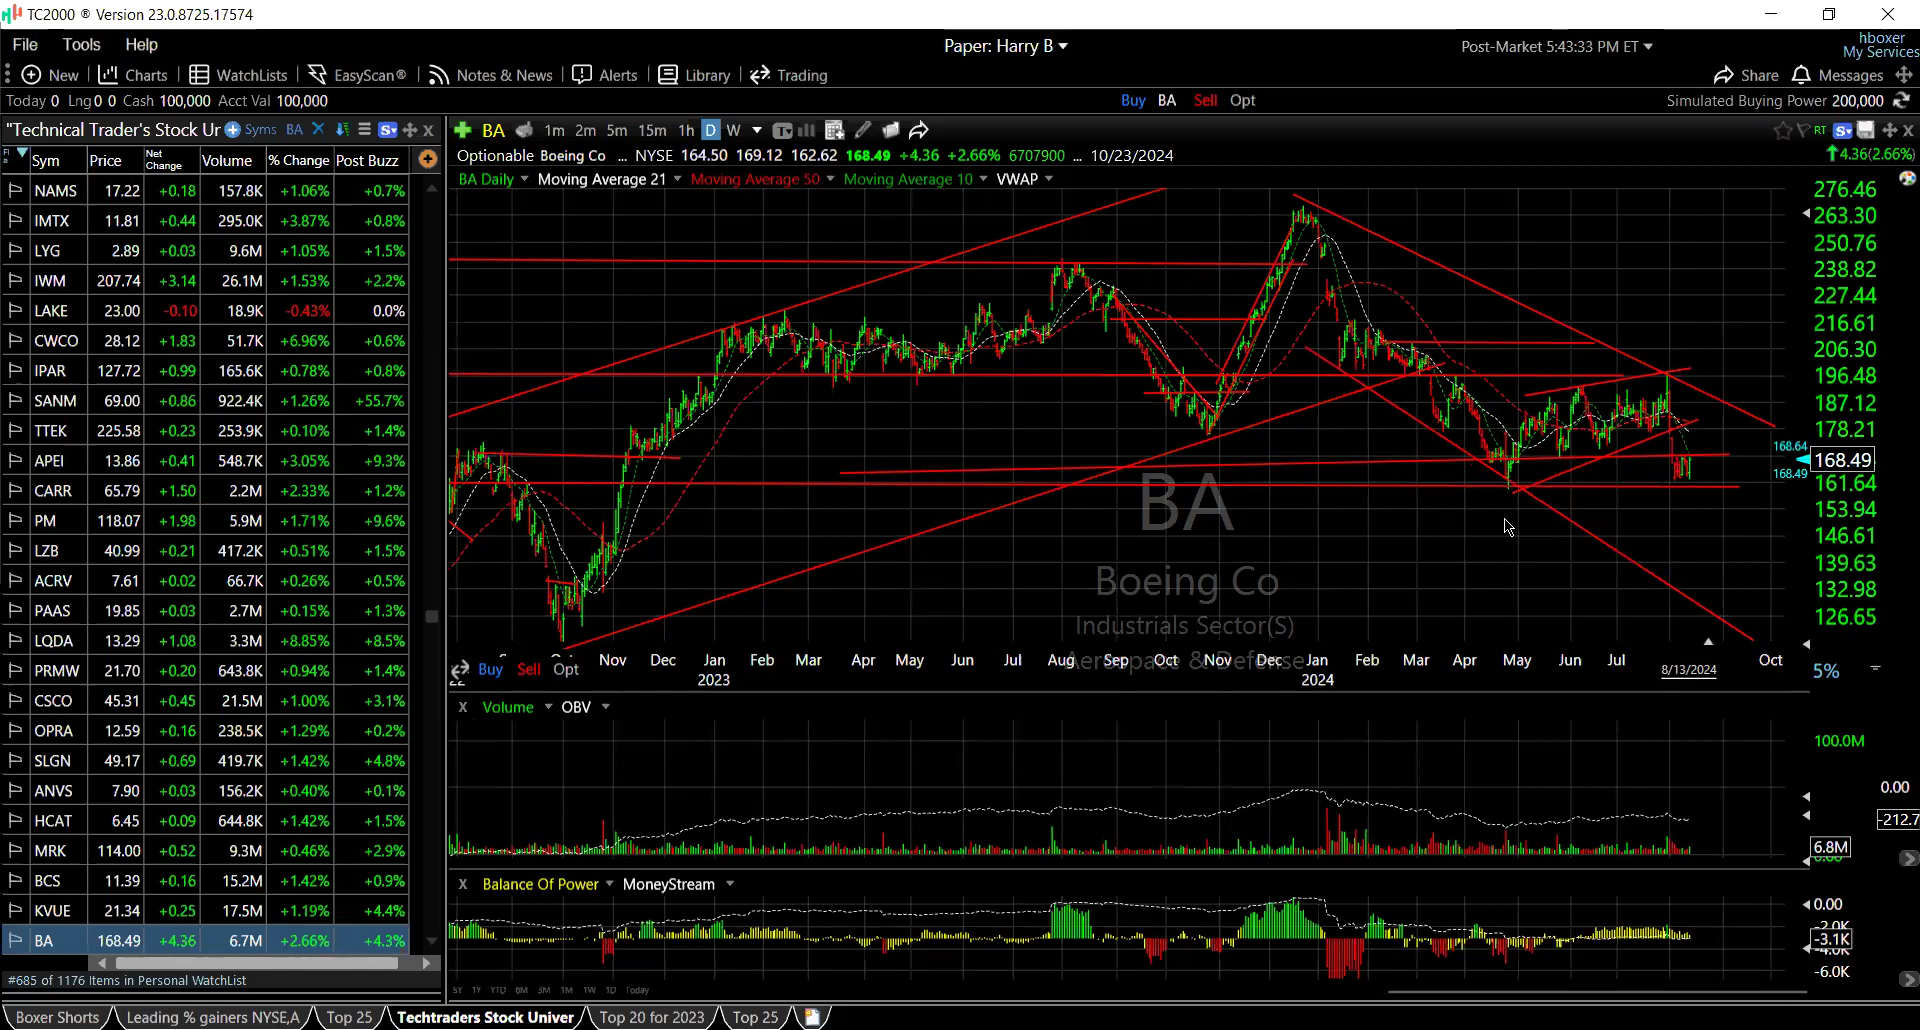 TC2000 ® Version 23.0.8725.17574
File Tools Help
Paper: Harry B
Post-Market 5:43:33 PM ET
hboxer
My Services
New Charts WatchLists EasyScan® Notes & News Alerts Library Trading
Share Messages
Today 0 Lng 0 0 Cash 100,000 Acct Val 100,000
Buy BA Sell Opt
Simulated Buying Power 200,000
"Technical Trader's Stock Ur Syms BA
BA 1m 2m 5m 15m 1h D W
RT
Sym Price Net Change Volume % Change Post Buzz
Optionable Boeing Co ... NYSE 164.50 169.12 162.62 168.49 +4.36 +2.66% 6707900 ... 10/23/2024
4.36(2.66%)
BA Daily Moving Average 21 Moving Average 50 Moving Average 10 VWAP
NAMS 17.22 +0.18 157.8K +1.06% +0.7%
IMTX 11.81 +0.44 295.0K +3.87% +0.8%
LYG 2.89 +0.03 9.6M +1.05% +1.5%
IWM 207.74 +3.14 26.1M +1.53% +2.2%
LAKE 23.00 -0.10 18.9K -0.43% 0.0%
CWCO 28.12 +1.83 51.7K +6.96% +0.6%
IPAR 127.72 +0.99 165.6K +0.78% +0.8%
SANM 69.00 +0.86 922.4K +1.26% +55.7%
TTEK 225.58 +0.23 253.9K +0.10% +1.4%
APEI 13.86 +0.41 548.7K +3.05% +9.3%
CARR 65.79 +1.50 2.2M +2.33% +1.2%
PM 118.07 +1.98 5.9M +1.71% +9.6%
LZB 40.99 +0.21 417.2K +0.51% +1.5%
ACRV 7.61 +0.02 66.7K +0.26% +0.5%
PAAS 19.85 +0.03 2.7M +0.15% +1.3%
LQDA 13.29 +1.08 3.3M +8.85% +8.5%
PRMW 21.70 +0.20 643.8K +0.94% +1.4%
CSCO 45.31 +0.45 21.5M +1.00% +3.1%
OPRA 12.59 +0.16 238.5K +1.29% +0.2%
SLGN 49.17 +0.69 419.7K +1.42% +4.8%
ANVS 7.90 +0.03 156.2K +0.40% +0.1%
HCAT 6.45 +0.09 644.8K +1.42% +1.5%
MRK 114.00 +0.52 9.3M +0.46% +2.9%
BCS 11.39 +0.16 15.2M +1.42% +0.9%
KVUE 21.34 +0.25 17.5M +1.19% +4.4%
BA 168.49 +4.36 6.7M +2.66% +4.3%
#685 of 1176 Items in Personal WatchList
276.46
263.30
250.76
238.82
227.44
216.61
206.30
196.48
187.12
178.21
168.64
168.49
168.49
161.64
153.94
146.61
139.63
132.98
126.65
BA
Boeing Co
Industrials Sector(S)
Aerospace & Defense
Nov Dec Jan Feb Mar Apr May Jun Jul Aug Sep Oct Nov Dec Jan Feb Mar Apr May Jun Jul 8/13/2024 Oct
22 2023 2024
Buy Sell Opt
5%
X Volume OBV
100.0M
0.00
-212.7
6.8M
X Balance Of Power MoneyStream
0.00
-2.0K
-3.1K
-6.0K
5Y 1Y YTD 6M 3M 1M 1W 1D Today
Boxer Shorts Leading % gainers NYSE,A Top 25 Techtraders Stock Univer Top 20 for 2023 Top 25